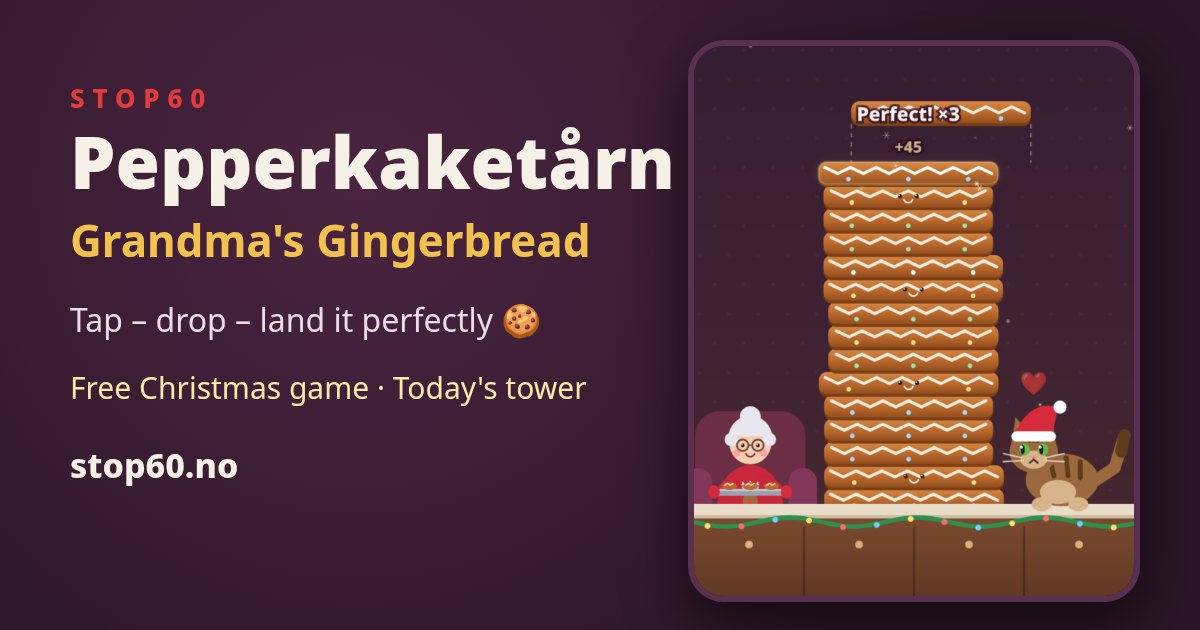 STOP60
Pepperkaketårn
Grandma's Gingerbread
Tap – drop – land it perfectly 🍪
Free Christmas game · Today's tower
stop60.no
Perfect! ×3
+45